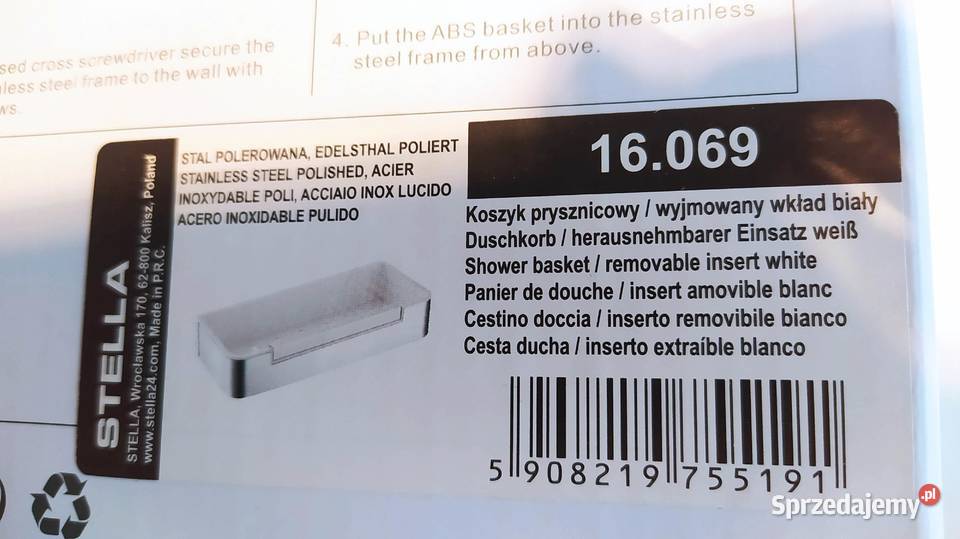 sed cross screwdriver secure the
less steel frame to the wall with
ws.
4. Put the ABS basket into the stainless
steel frame from above.
STELLA
STELLA, Wrocławska 170, 62-800 Kalisz, Poland
www.stella24.com, Made in P.R.C.
STAL POLEROWANA, EDELSTHAL POLIERT
STAINLESS STEEL POLISHED, ACIER
INOXYDABLE POLI, ACCIAIO INOX LUCIDO
ACERO INOXIDABLE PULIDO
16.069
Koszyk prysznicowy / wyjmowany wkład biały
Duschkorb / herausnehmbarer Einsatz weiß
Shower basket / removable insert white
Panier de douche / insert amovible blanc
Cestino doccia / inserto removibile bianco
Cesta ducha / inserto extraíble blanco
5 908219 755191
Sprzedajemy.pl